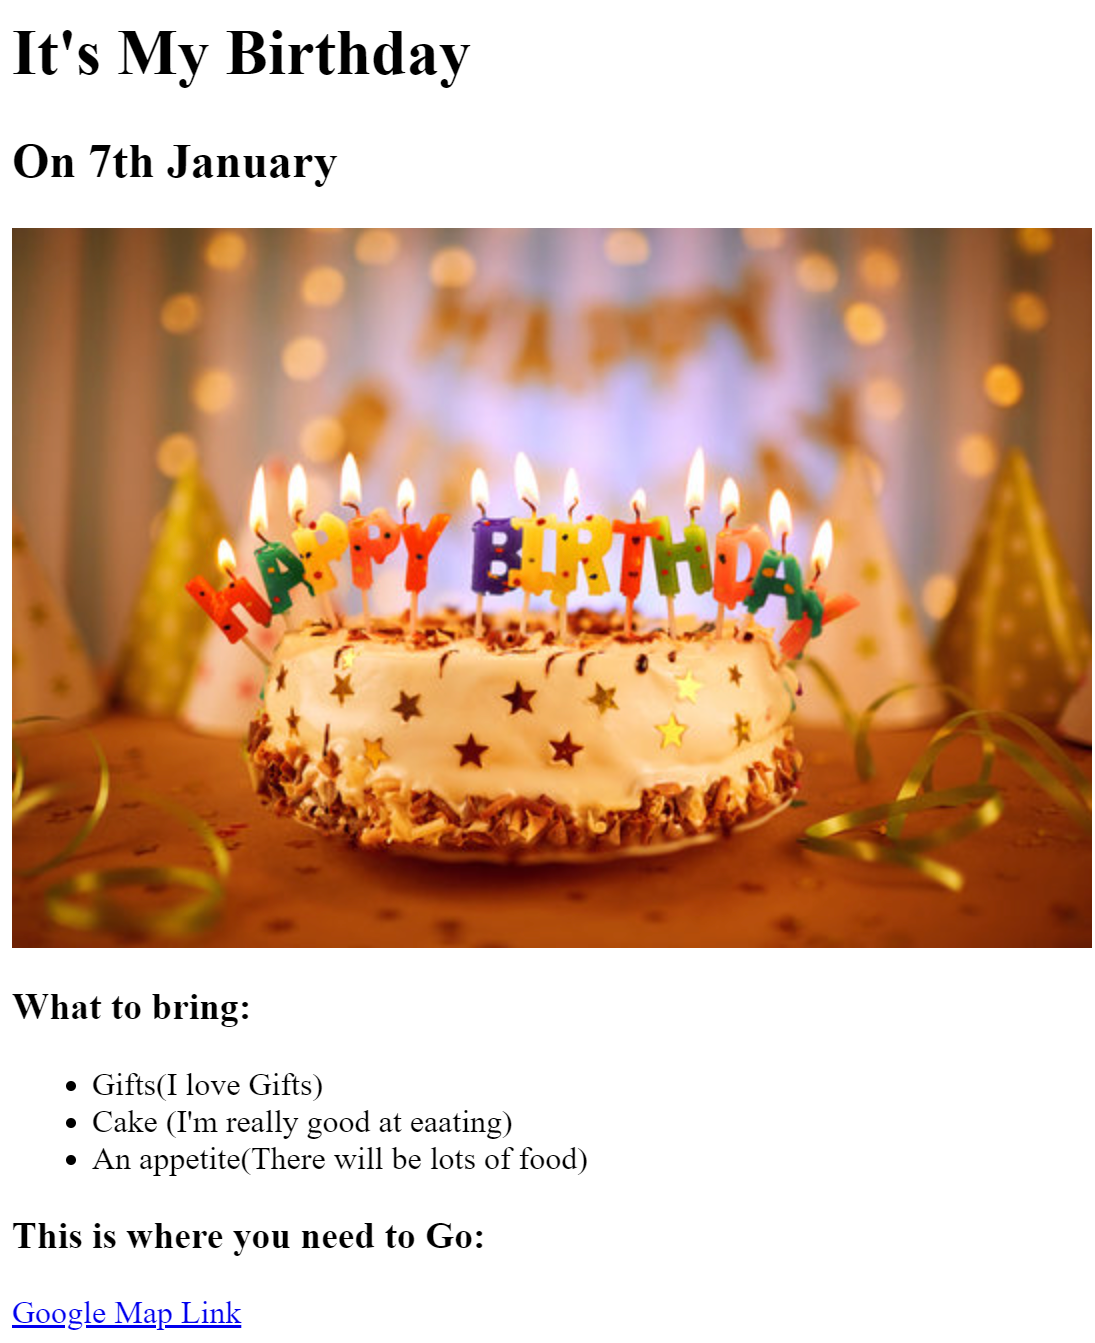 It's My Birthday
On 7th January
HAPPY
HAPPY BIRTHDAY
What to bring:
Gifts(I love Gifts)
Cake (I'm really good at eaating)
An appetite(There will be lots of food)
This is where you need to Go:
Google Map Link